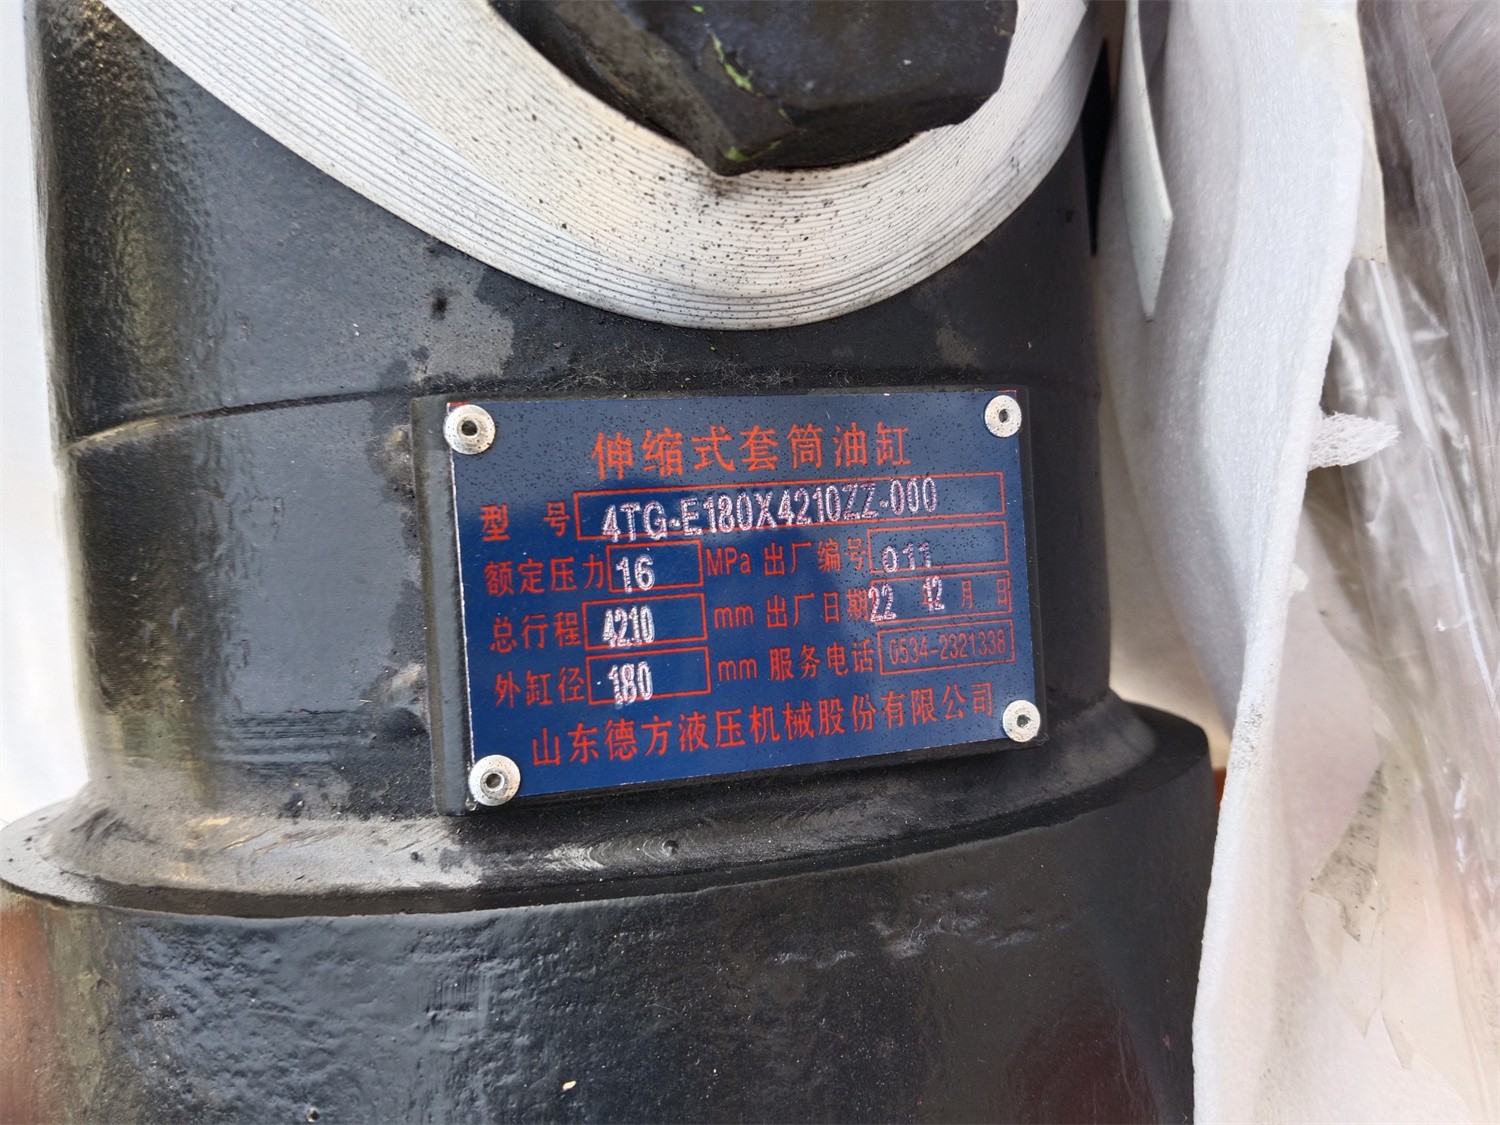 伸缩式套筒油缸
型 号 4TG-E180X4210ZZ-000
额定压力 16 MPa 出厂编号 011
总行程 4210 mm 出厂日期 22 12 月 日
外缸径 180 mm 服务电话 0534-2321338
山东德方液压机械股份有限公司